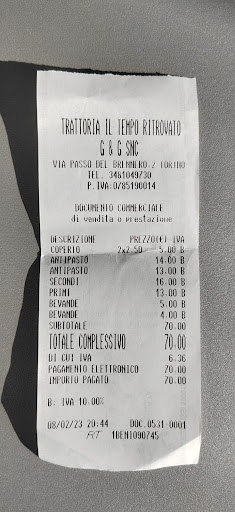 TRATTORIA IL TEMPO RITROVATO
G & G SNC
VIA PASSO DEL BRENNERO,2 TORINO
TEL. 3461049730
P.IVA:0785190014
DOCUMENTO COMMERCIALE
di vendita o prestazione
DESCRIZIONE PREZZO(€) IVA
COPERTO 2x2.50 5.00 B
ANTIPASTO 14.00 B
ANTIPASTO 13.00 B
SECONDI 16.00 B
PRIMI 13.00 B
BEVANDE 5.00 B
BEVANDE 4.00 B
SUBTOTALE 70.00
TOTALE COMPLESSIVO 70.00
DI CUI IVA 6.36
PAGAMENTO ELETTRONICO 70.00
IMPORTO PAGATO 70.00
B: IVA 10.00%
08/02/23 20:44 DOC.0531 0001
RT 1BENI090745